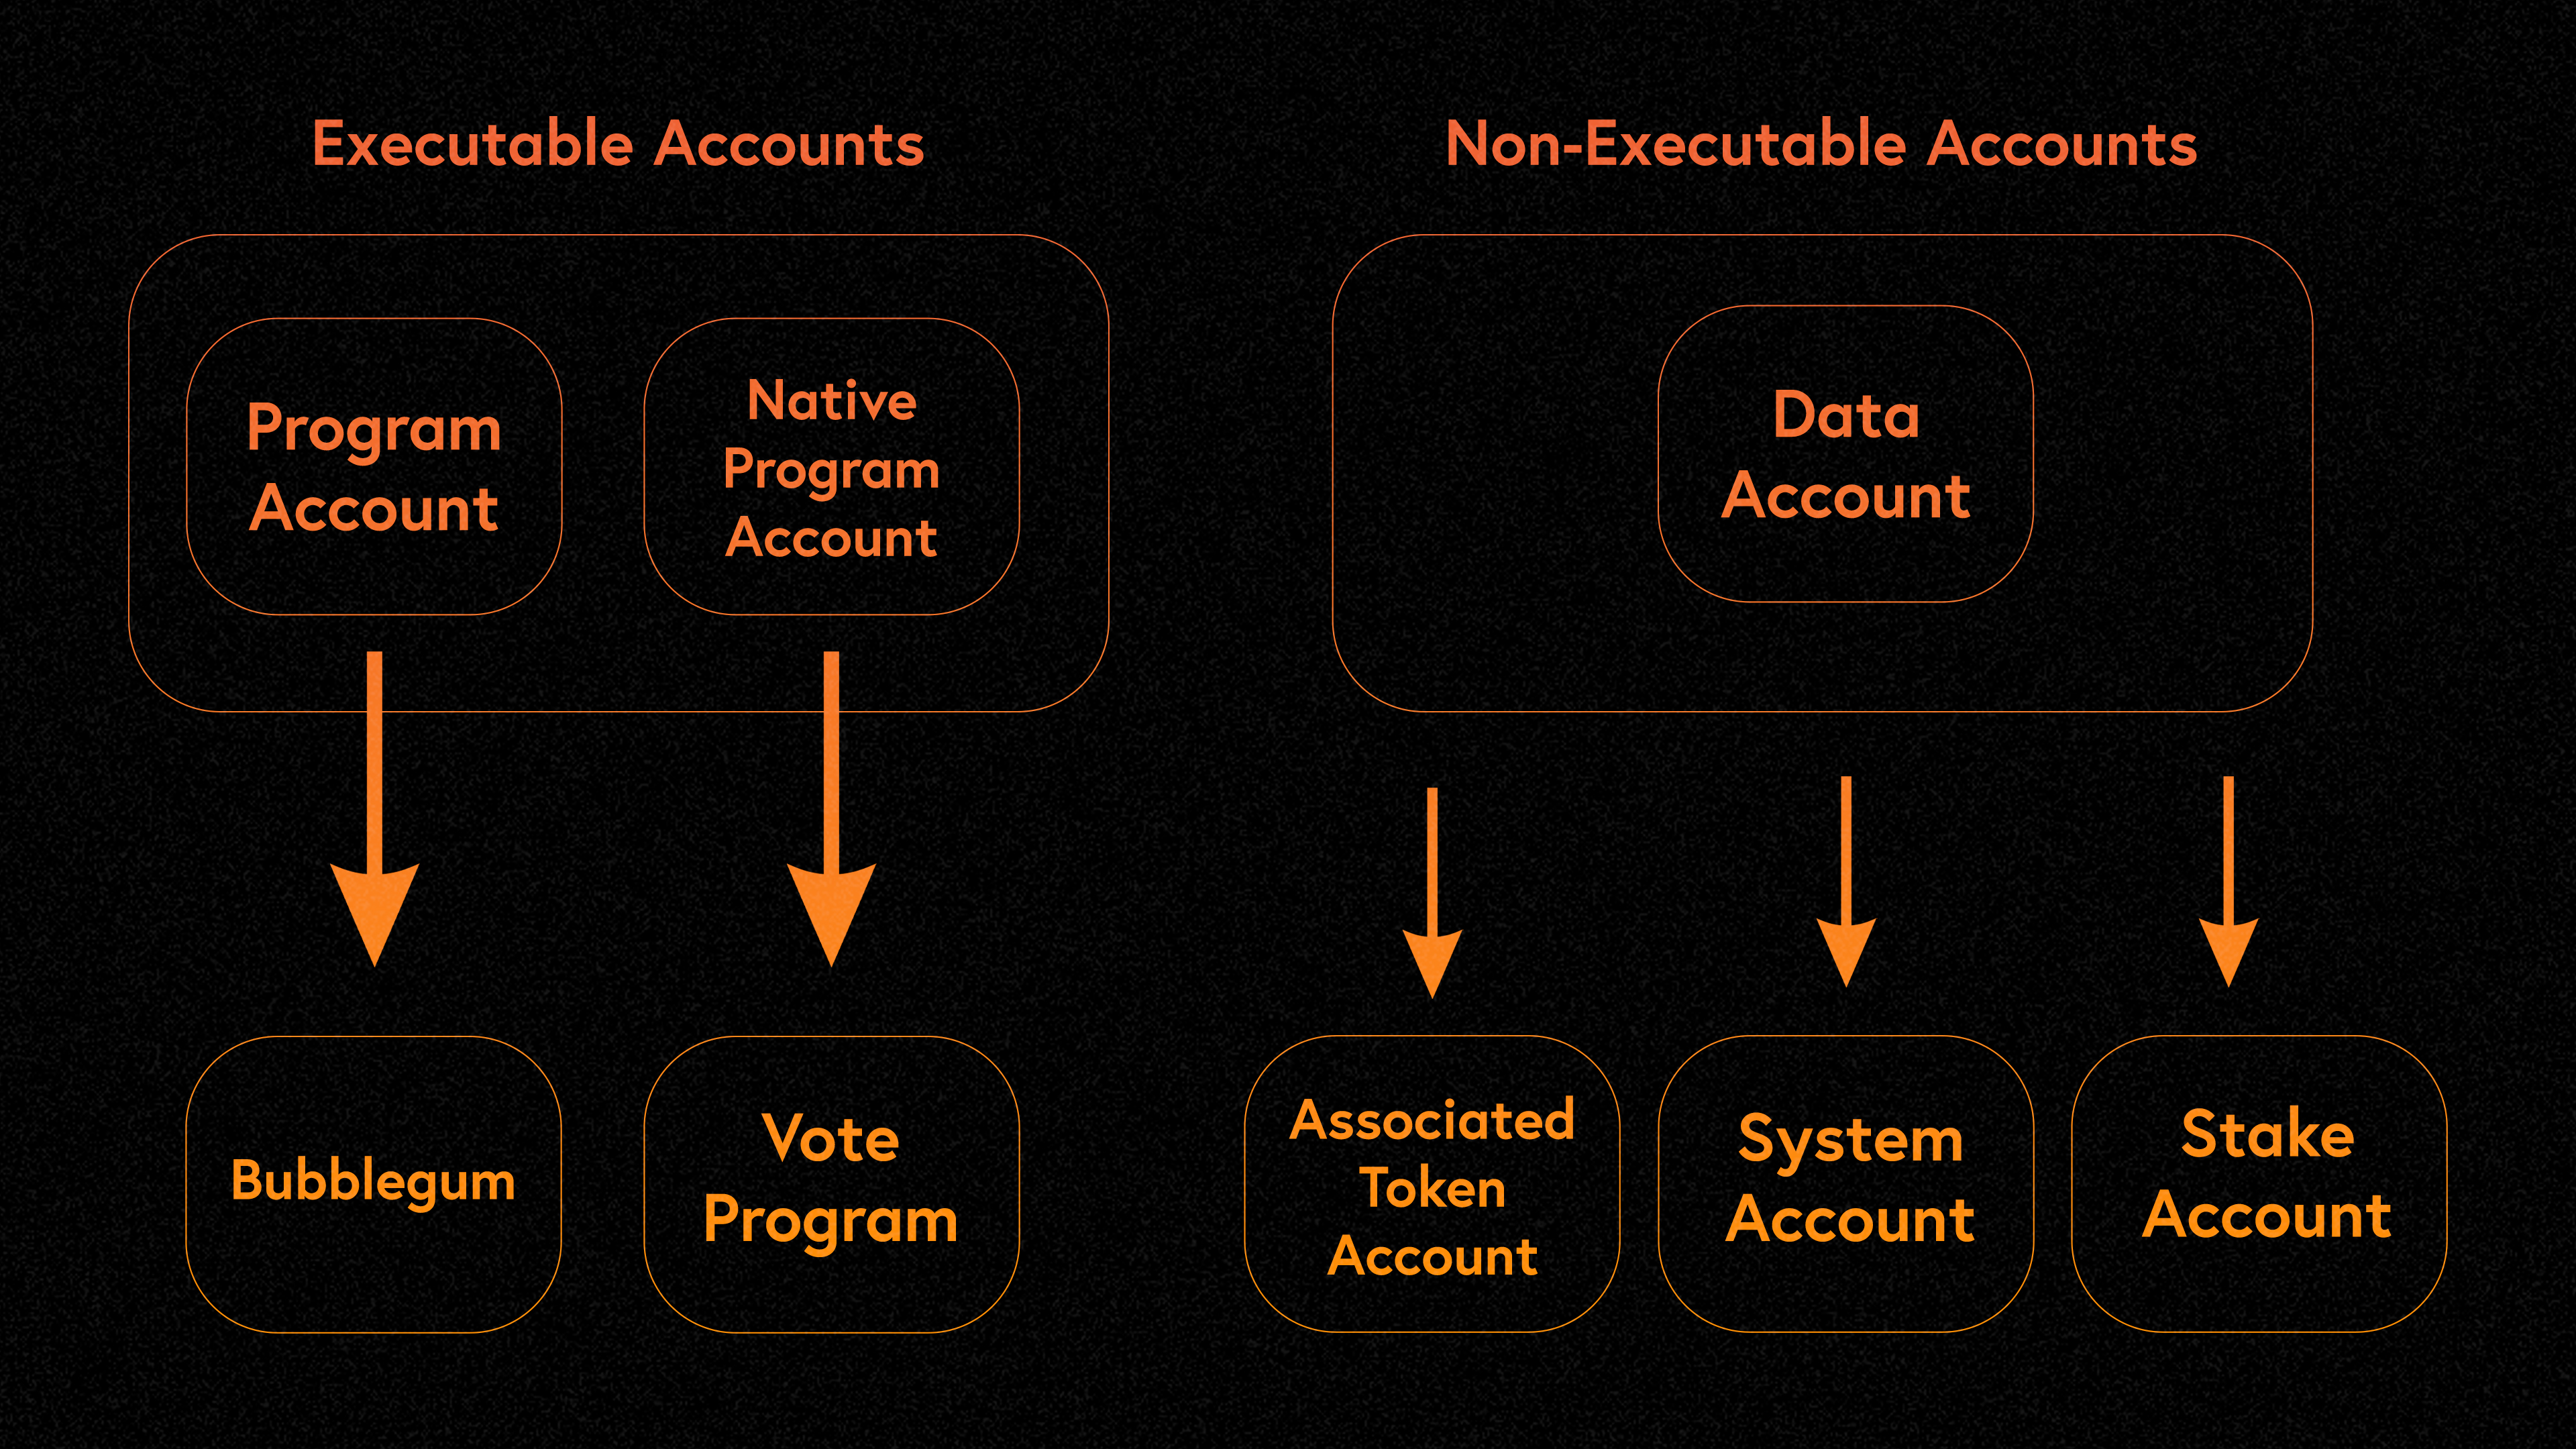 Executable Accounts
Non-Executable Accounts
Program
Account
Native
Program
Account
Data
Account
Bubblegum
Vote
Program
Associated
Token
Account
System
Account
Stake
Account